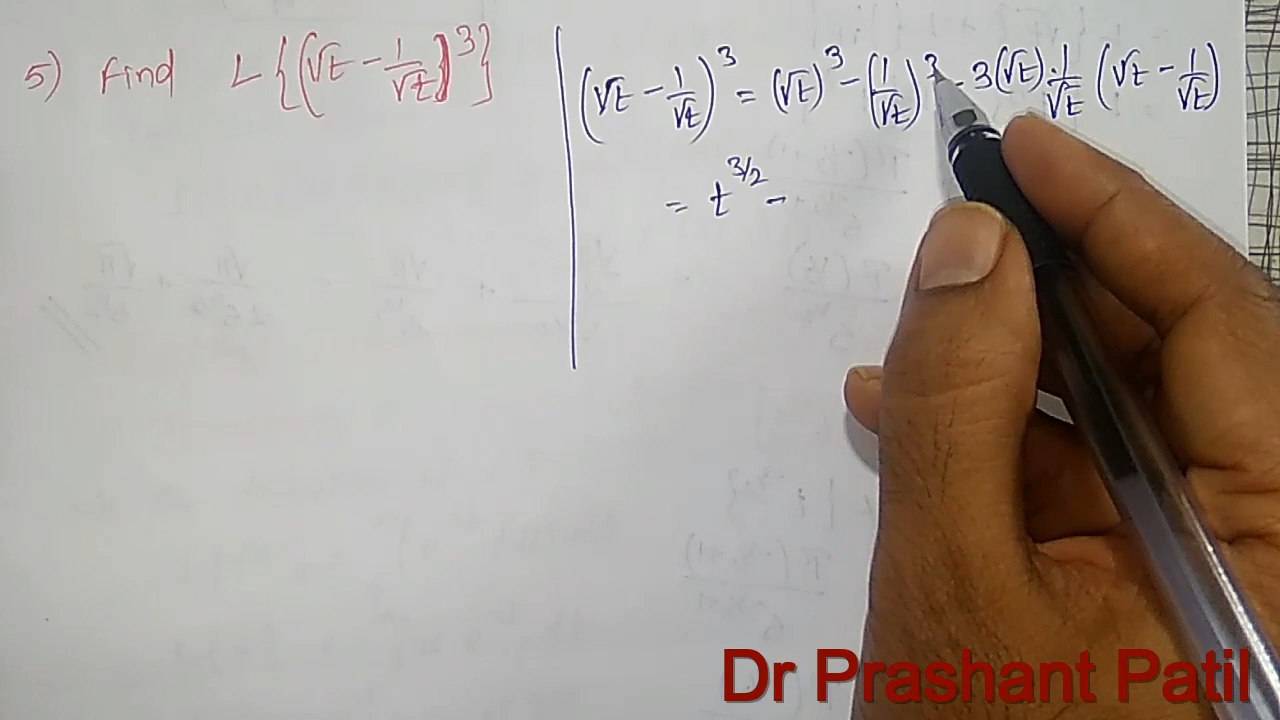 5) Find L{(√t - 1/√t)^3}
(√t - 1/√t)^3 = (√t)^3 - (1/√t)^3 - 3(√t)·1/√t (√t - 1/√t)
= t^3/2 -
Dr Prashant Patil